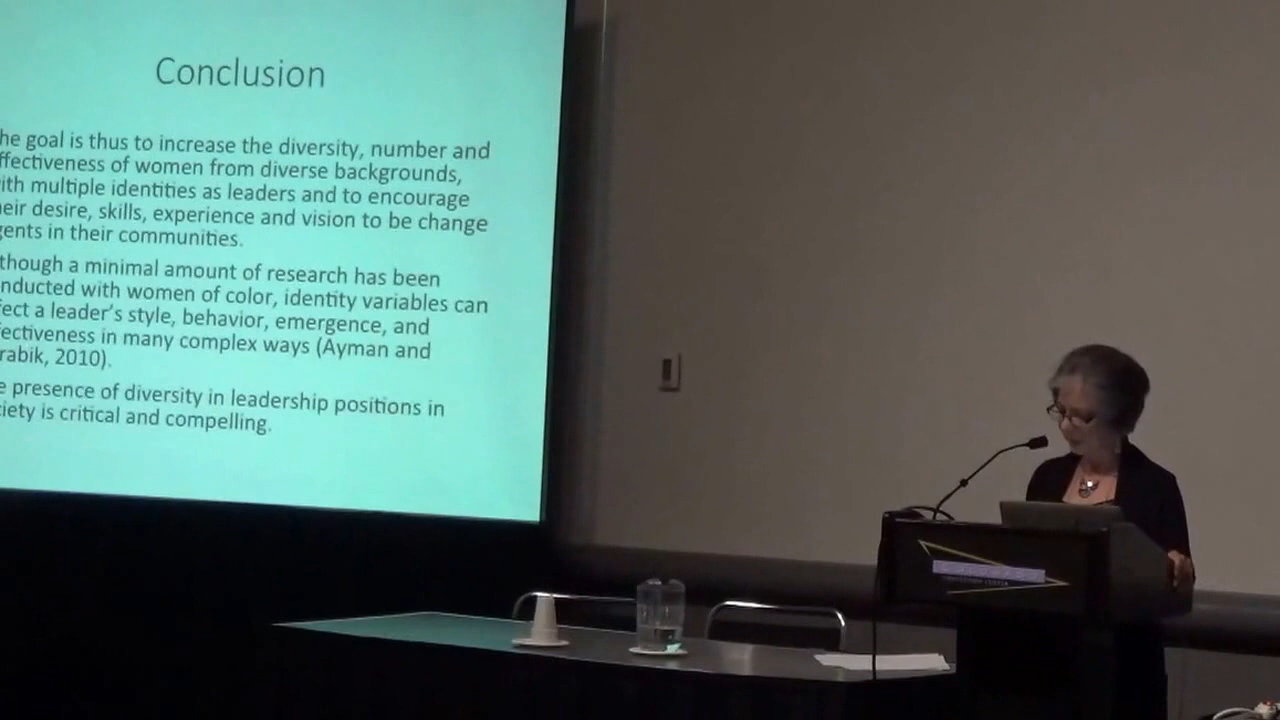 Conclusion
he goal is thus to increase the diversity, number and
ffectiveness of women from diverse backgrounds,
ith multiple identities as leaders and to encourage
heir desire, skills, experience and vision to be change
gents in their communities.
though a minimal amount of research has been
nducted with women of color, identity variables can
fect a leader's style, behavior, emergence, and
fectiveness in many complex ways (Ayman and
rabik, 2010).
e presence of diversity in leadership positions in
ciety is critical and compelling.
CONVENTION CENTER